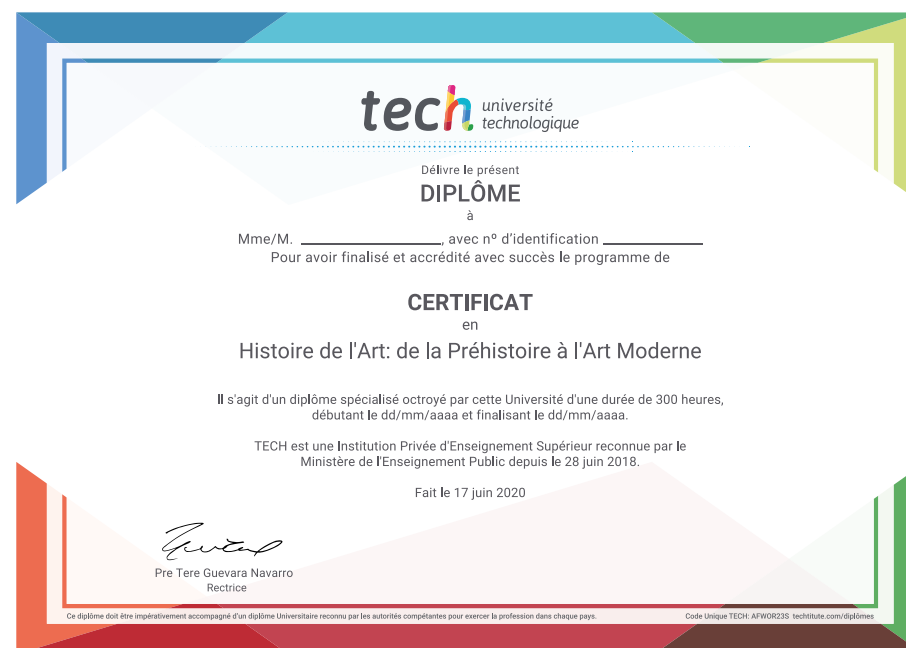 tech université
technologique
Délivre le présent
DIPLÔME
à
Mme/M. ____________________, avec nº d'identification ______________
Pour avoir finalisé et accrédité avec succès le programme de
CERTIFICAT
en
Histoire de l'Art: de la Préhistoire à l'Art Moderne
Il s'agit d'un diplôme spécialisé octroyé par cette Université d'une durée de 300 heures,
débutant le dd/mm/aaaa et finalisant le dd/mm/aaaa.
TECH est une Institution Privée d'Enseignement Supérieur reconnue par le
Ministère de l'Enseignement Public depuis le 28 juin 2018.
Fait le 17 juin 2020
Pre Tere Guevara Navarro
Rectrice
Ce diplôme doit être impérativement accompagné d'un diplôme Universitaire reconnu par les autorités compétantes pour exercer la profession dans chaque pays.
Code Unique TECH: AFWOR23S techtitute.com/diplômes